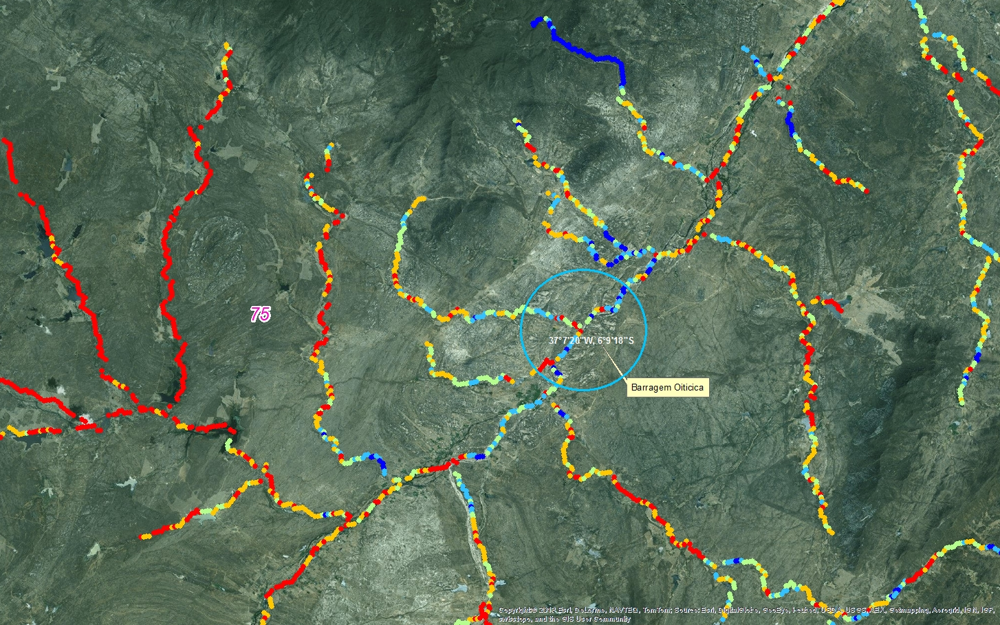 75
37°7'20"W, 6°9'18"S
Barragem Oiticica
Copyright:© 2013 Esri, DeLorme, NAVTEQ, TomTom; Source: Esri, DigitalGlobe, GeoEye, i-cubed, USDA, USGS, AEX, Getmapping, Aerogrid, IGN, IGP,
swisstopo, and the GIS User Community